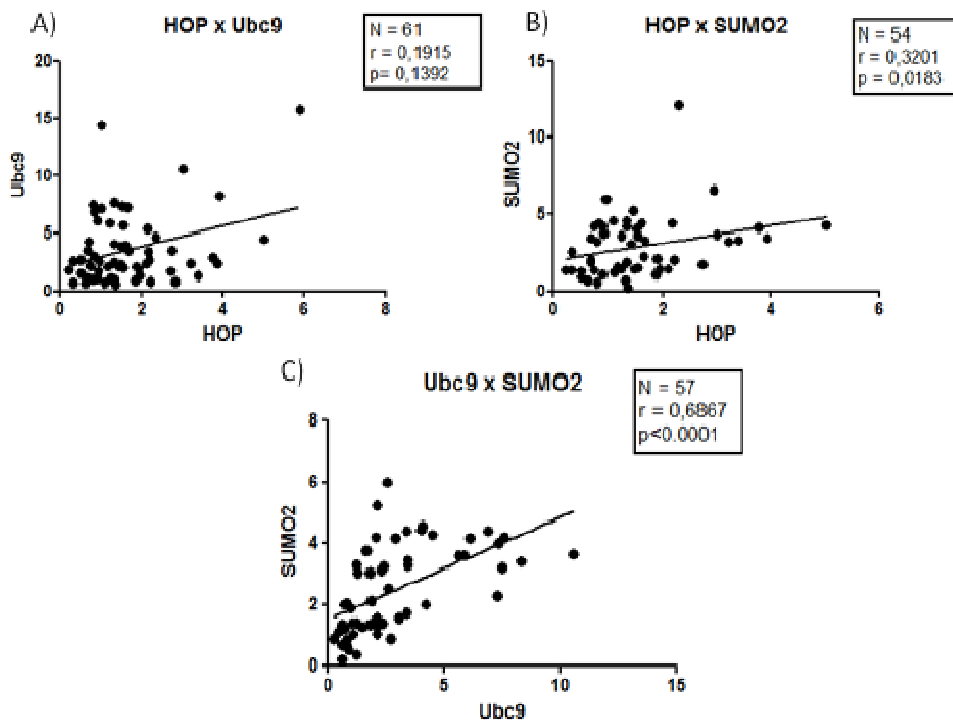 A)
HOP x Ubc9
N = 61
r = 0,1915
p= 0,1392
20
15
10
5
0
Ubc9
0 2 4 6 8
HOP
B)
HOP x SUMO2
N = 54
r = 0,3201
p = 0,0183
15
10
5
0
SUMO2
0 2 4 6
HOP
C)
Ubc9 x SUMO2
N = 57
r = 0,6867
p<0.0001
8
6
4
2
0
SUMO2
0 5 10 15
Ubc9